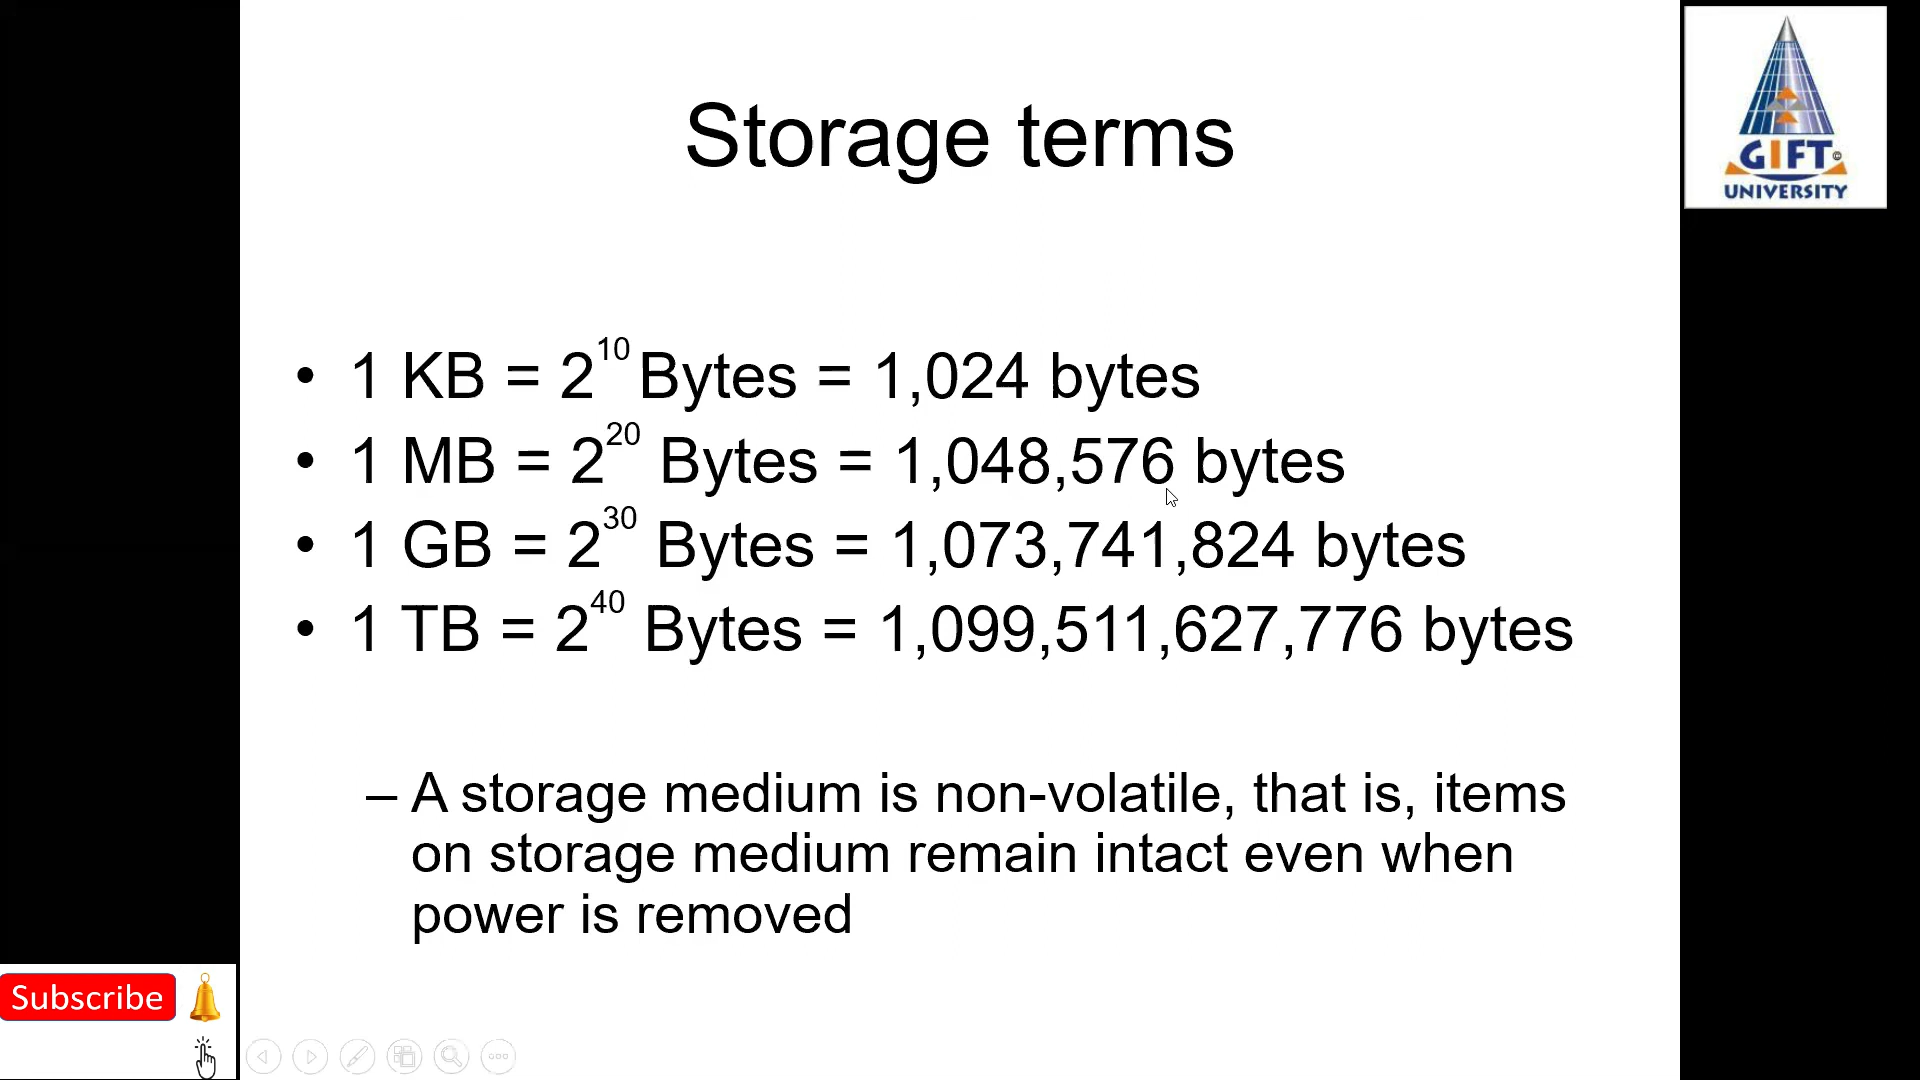 Storage terms
GIFT©
UNIVERSITY
• 1 KB = 2^10 Bytes = 1,024 bytes
• 1 MB = 2^20 Bytes = 1,048,576 bytes
• 1 GB = 2^30 Bytes = 1,073,741,824 bytes
• 1 TB = 2^40 Bytes = 1,099,511,627,776 bytes
– A storage medium is non-volatile, that is, items
on storage medium remain intact even when
power is removed
Subscribe